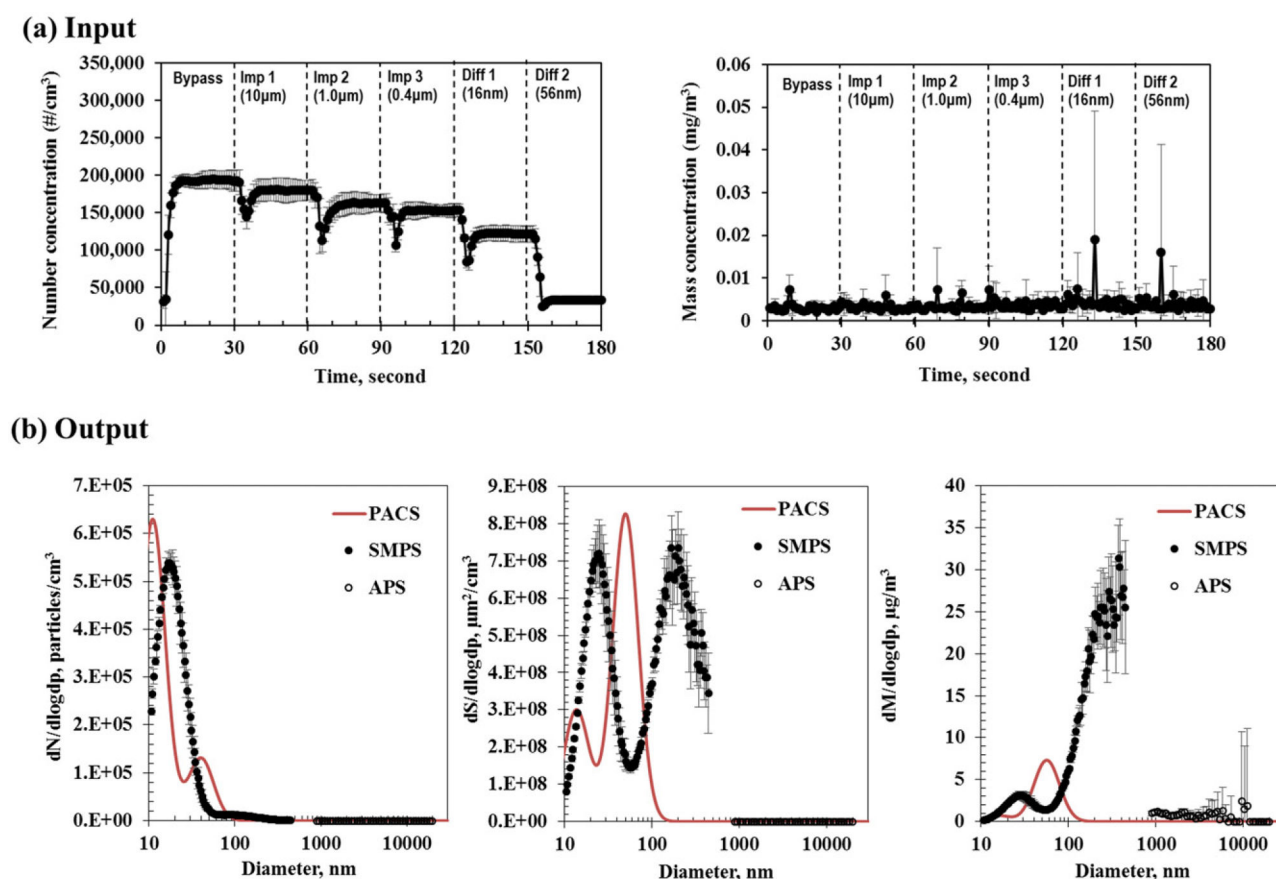 (a) Input
350,000
300,000
250,000
200,000
150,000
100,000
50,000
0
Number concentration (#/cm³)
Bypass
Imp 1
(10µm)
Imp 2
(1.0µm)
Imp 3
(0.4µm)
Diff 1
(16nm)
Diff 2
(56nm)
0 30 60 90 120 150 180
Time, second
0.06
0.05
0.04
0.03
0.02
0.01
0
Mass concentration (mg/m³)
Bypass
Imp 1
(10µm)
Imp 2
(1.0µm)
Imp 3
(0.4µm)
Diff 1
(16nm)
Diff 2
(56nm)
0 30 60 90 120 150 180
Time, second
(b) Output
7.E+05
6.E+05
5.E+05
4.E+05
3.E+05
2.E+05
1.E+05
0.E+00
dN/dlogdp, particles/cm³
PACS
SMPS
APS
10 100 1000 10000
Diameter, nm
9.E+08
8.E+08
7.E+08
6.E+08
5.E+08
4.E+08
3.E+08
2.E+08
1.E+08
0.E+00
dS/dlogdp, µm²/cm³
PACS
SMPS
APS
10 100 1000 10000
Diameter, nm
40
35
30
25
20
15
10
5
0
dM/dlogdp, µg/m³
PACS
SMPS
APS
10 100 1000 10000
Diameter, nm